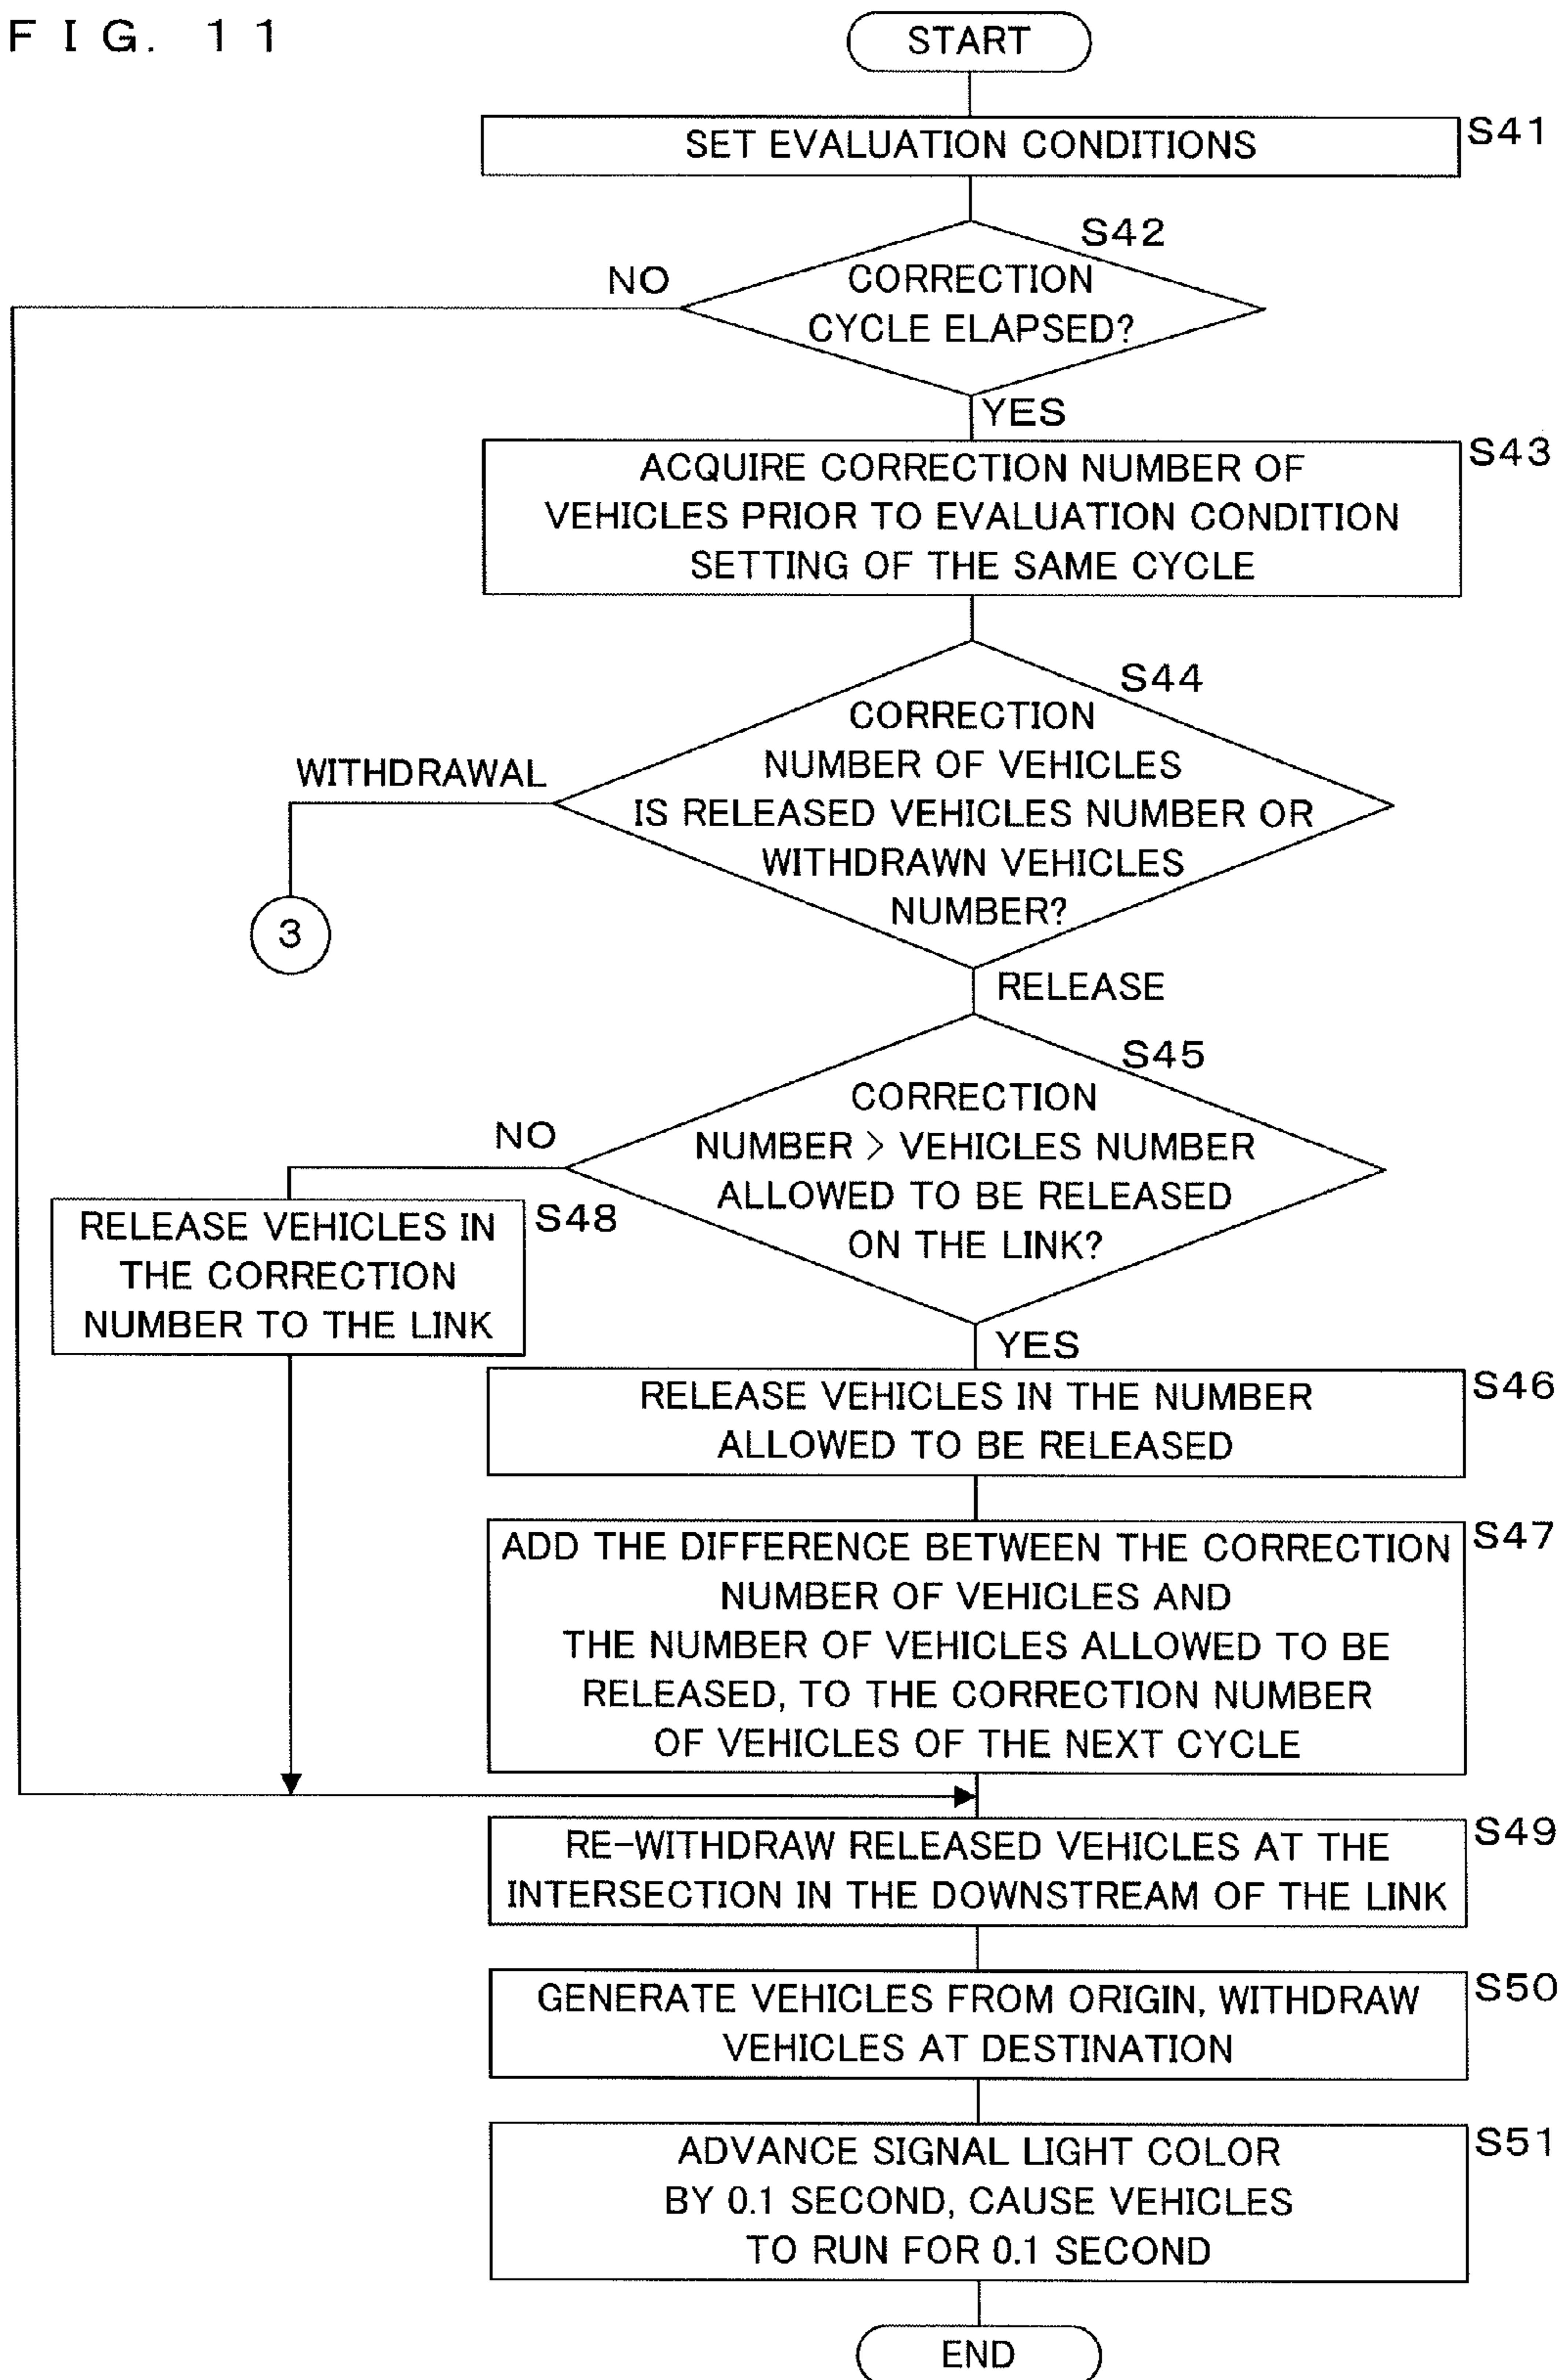 FIG. 11
START
SET EVALUATION CONDITIONS
S41
S42
NO
CORRECTION
CYCLE ELAPSED?
YES
S43
ACQUIRE CORRECTION NUMBER OF
VEHICLES PRIOR TO EVALUATION CONDITION
SETTING OF THE SAME CYCLE
S44
CORRECTION
NUMBER OF VEHICLES
IS RELEASED VEHICLES NUMBER OR
WITHDRAWN VEHICLES
NUMBER?
WITHDRAWAL
3
RELEASE
S45
CORRECTION
NUMBER > VEHICLES NUMBER
ALLOWED TO BE RELEASED
ON THE LINK?
NO
S48
RELEASE VEHICLES IN
THE CORRECTION
NUMBER TO THE LINK
YES
S46
RELEASE VEHICLES IN THE NUMBER
ALLOWED TO BE RELEASED
S47
ADD THE DIFFERENCE BETWEEN THE CORRECTION
NUMBER OF VEHICLES AND
THE NUMBER OF VEHICLES ALLOWED TO BE
RELEASED, TO THE CORRECTION NUMBER
OF VEHICLES OF THE NEXT CYCLE
S49
RE-WITHDRAW RELEASED VEHICLES AT THE
INTERSECTION IN THE DOWNSTREAM OF THE LINK
S50
GENERATE VEHICLES FROM ORIGIN, WITHDRAW
VEHICLES AT DESTINATION
S51
ADVANCE SIGNAL LIGHT COLOR
BY 0.1 SECOND, CAUSE VEHICLES
TO RUN FOR 0.1 SECOND
END